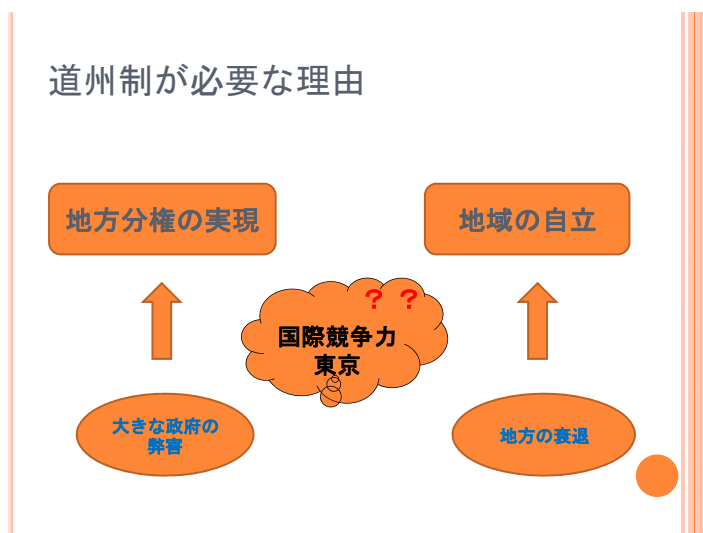 道州制が必要な理由
地方分権の実現
地域の自立
？？
国際競争力
東京
大きな政府の
弊害
地方の衰退